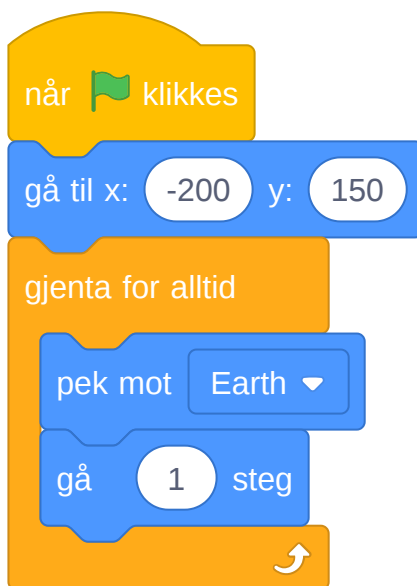 når klikkes
gå til x: -200 y: 150
gjenta for alltid
pek mot Earth
gå 1 steg